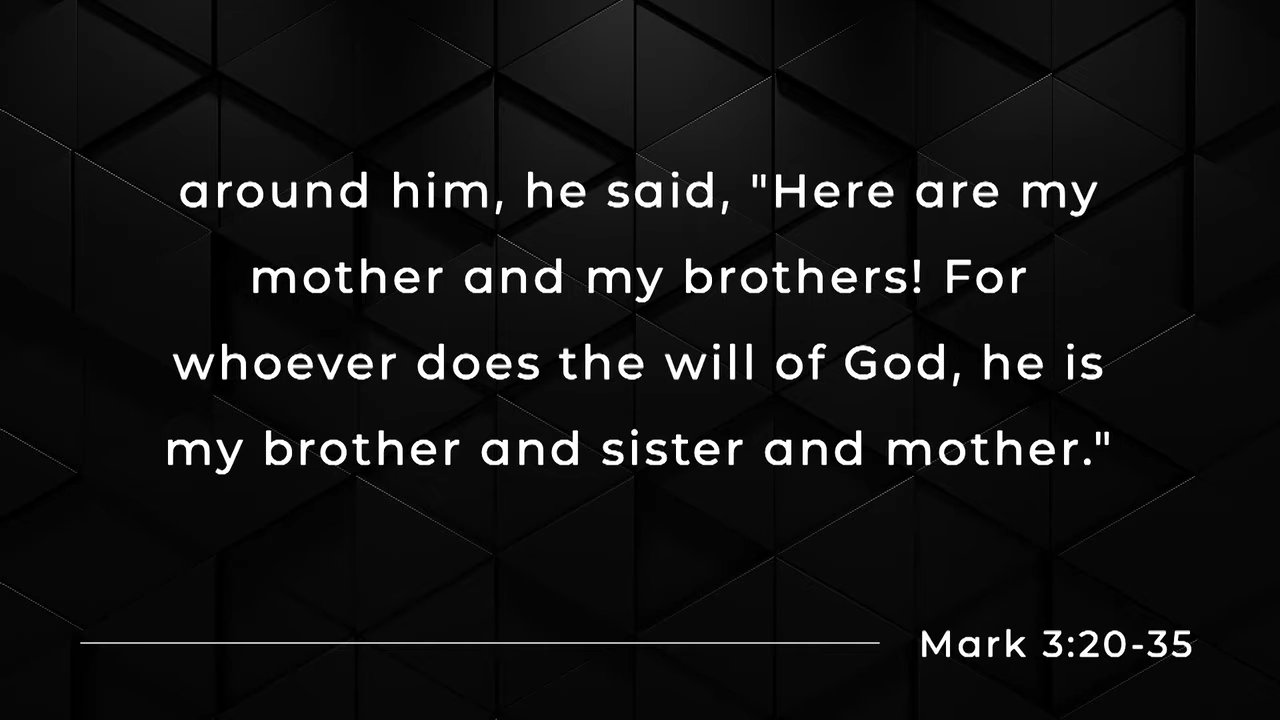 around him, he said, "Here are my
mother and my brothers! For
whoever does the will of God, he is
my brother and sister and mother."
Mark 3:20-35